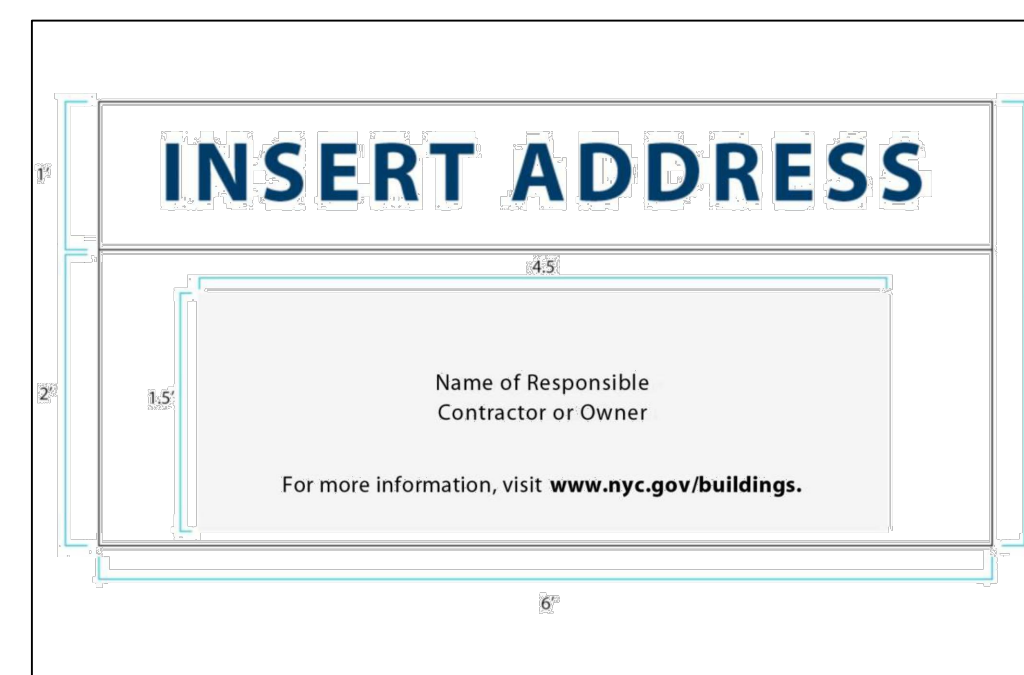 INSERT ADDRESS
1'
4.5'
2'
1.5'
Name of Responsible
Contractor or Owner
For more information, visit www.nyc.gov/buildings.
6'